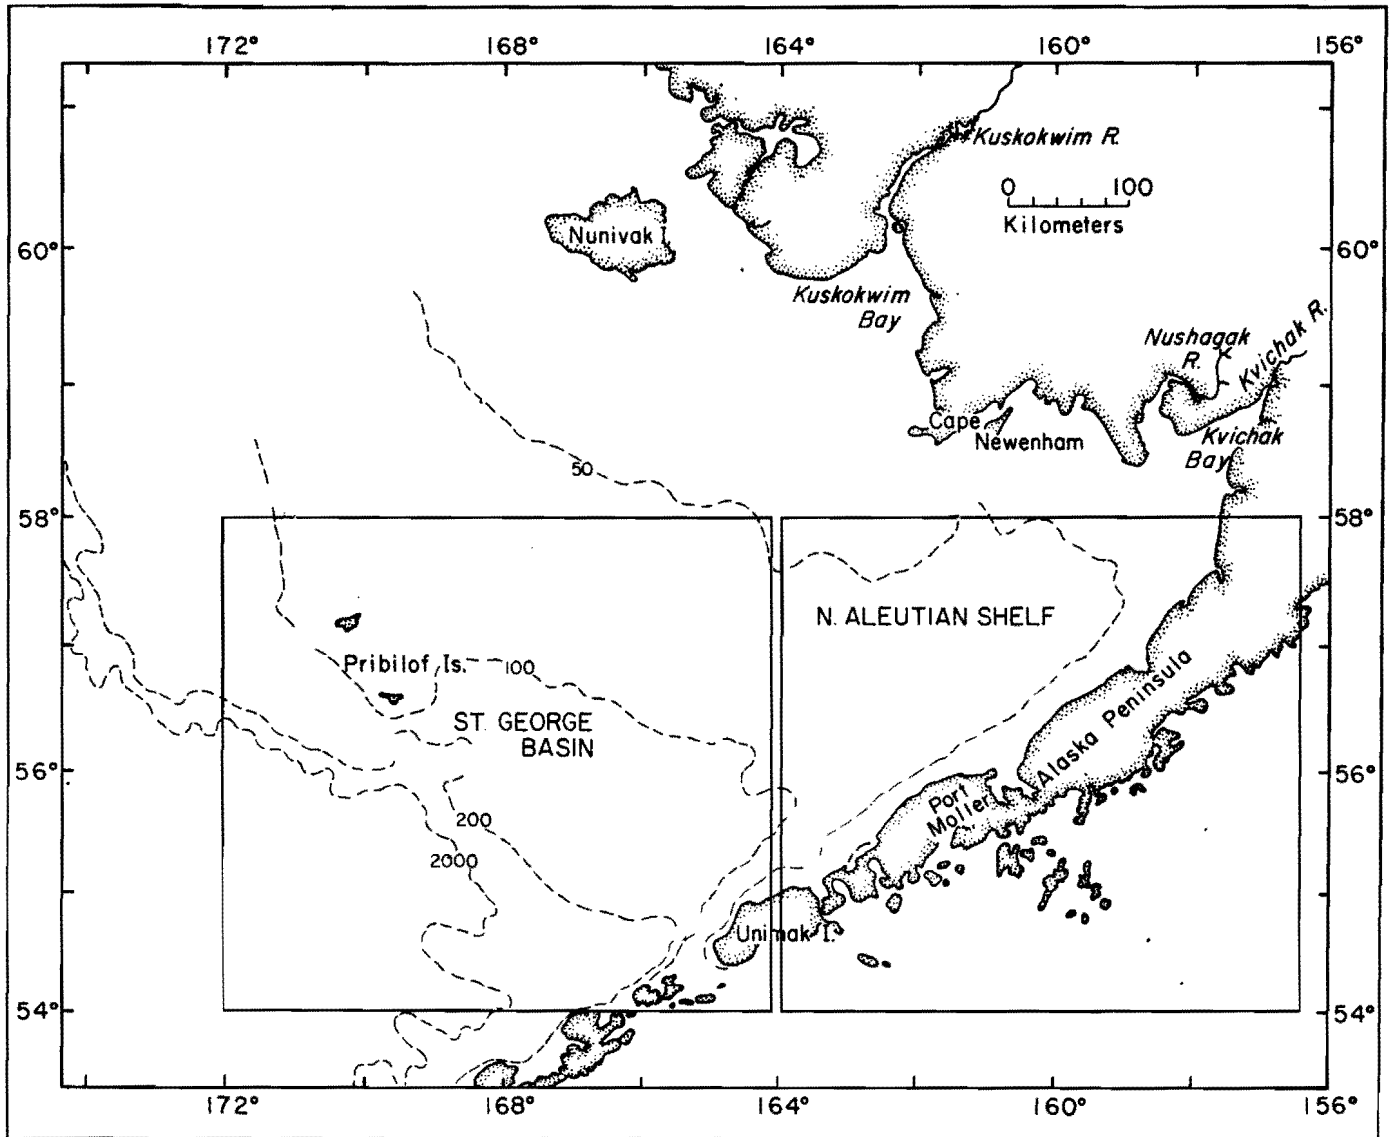 172° 168° 164° 160° 156°
Kuskokwim R.
0 100
Kilometers
Nunivak I.
60° 60°
Kuskokwim
Bay
Nushagak
R.
Kvichak R.
Cape
Newenham
Kvichak
Bay
50
58° 58°
N. ALEUTIAN SHELF
Pribilof Is.
100
Alaska Peninsula
ST. GEORGE
BASIN
56° 56°
Port
Moller
200
2000
Unimak I.
54° 54°
172° 168° 164° 160° 156°